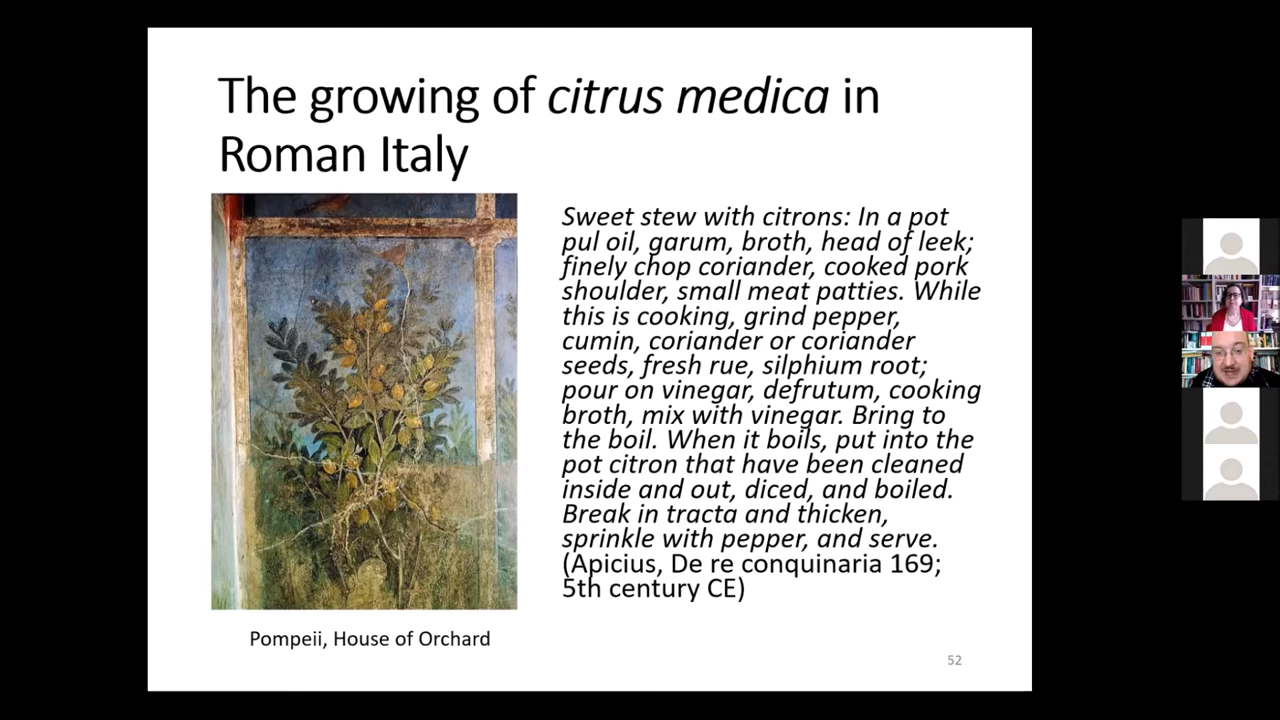 The growing of citrus medica in
Roman Italy
Sweet stew with citrons: In a pot
pul oil, garum, broth, head of leek;
finely chop coriander, cooked pork
shoulder, small meat patties. While
this is cooking, grind pepper,
cumin, coriander or coriander
seeds, fresh rue, silphium root;
pour on vinegar, defrutum, cooking
broth, mix with vinegar. Bring to
the boil. When it boils, put into the
pot citron that have been cleaned
inside and out, diced, and boiled.
Break in tracta and thicken,
sprinkle with pepper, and serve.
(Apicius, De re conquinaria 169;
5th century CE)
Pompeii, House of Orchard
52